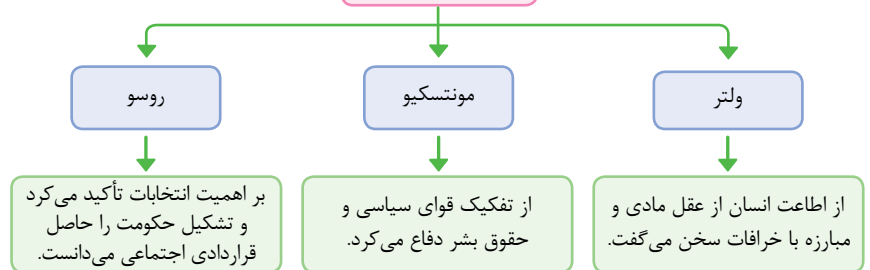 ولتر
مونتسکیو
روسو
از اطاعت انسان از عقل مادی و
مبارزه با خرافات سخن می‌گفت.
از تفکیک قوای سیاسی و
حقوق بشر دفاع می‌کرد.
بر اهمیت انتخابات تأکید می‌کرد
و تشکیل حکومت را حاصل
قراردادی اجتماعی می‌دانست.